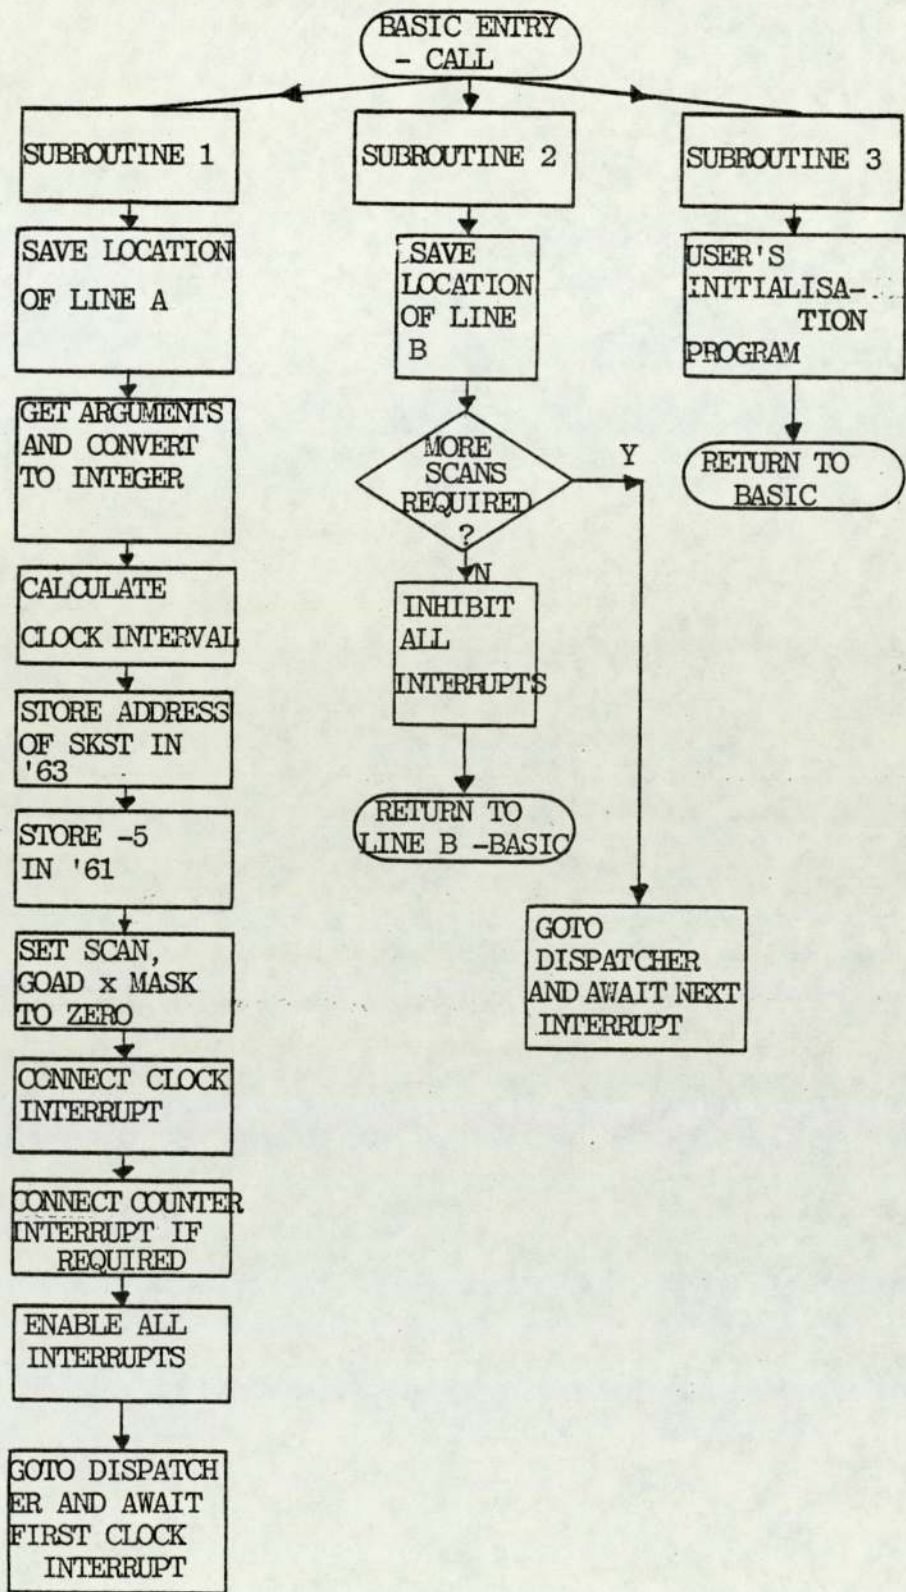 BASIC ENTRY
- CALL
SUBROUTINE 1
SAVE LOCATION
OF LINE A
GET ARGUMENTS
AND CONVERT
TO INTEGER
CALCULATE
CLOCK INTERVAL
STORE ADDRESS
OF SKST IN
'63
STORE -5
IN '61
SET SCAN,
GOAD x MASK
TO ZERO
CONNECT CLOCK
INTERRUPT
CONNECT COUNTER
INTERRUPT IF
REQUIRED
ENABLE ALL
INTERRUPTS
GOTO DISPATCH
ER AND AWAIT
FIRST CLOCK
INTERRUPT
SUBROUTINE 2
SAVE
LOCATION
OF LINE
B
MORE
SCANS
REQUIRED
?
Y
N
INHIBIT
ALL
INTERRUPTS
RETURN TO
LINE B -BASIC
GOTO
DISPATCHER
AND AWAIT NEXT
INTERRUPT
SUBROUTINE 3
USER'S
INITIALISA-
TION
PROGRAM
RETURN TO
BASIC